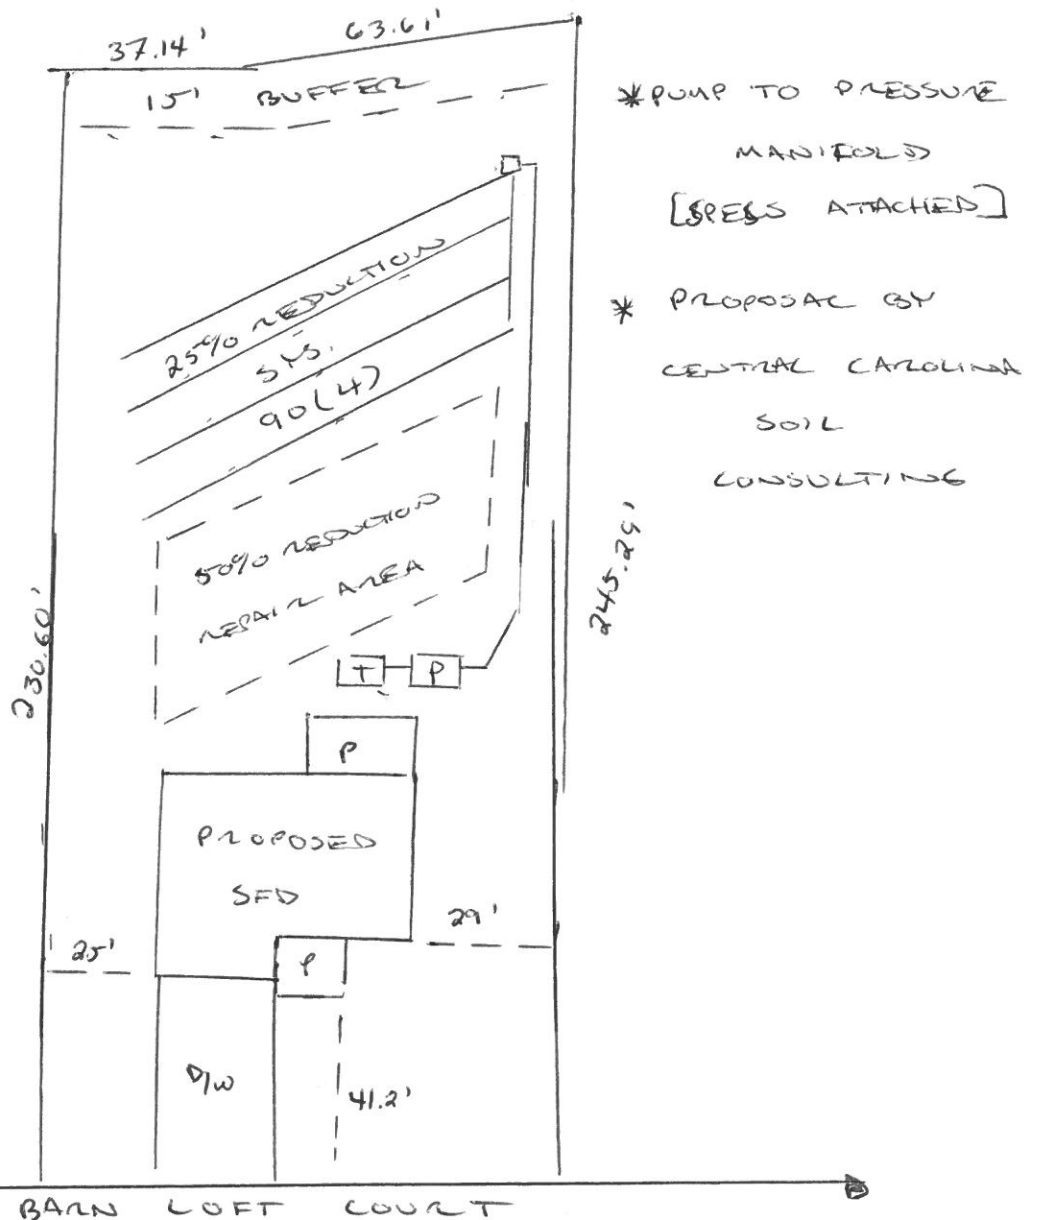 37.14'
63.61'
15' BUFFER
25% REDUCTION
SYS.
90(4)
50% REDUCTION
REPAIR AREA
T
P
P
PROPOSED
SFD
25'
29'
P
D/W
41.2'
230.60'
245.29'
BARN LOFT COURT
*PUMP TO PRESSURE
MANIFOLD
[SPECS ATTACHED]
* PROPOSAL BY
CENTRAL CAROLINA
SOIL
CONSULTING